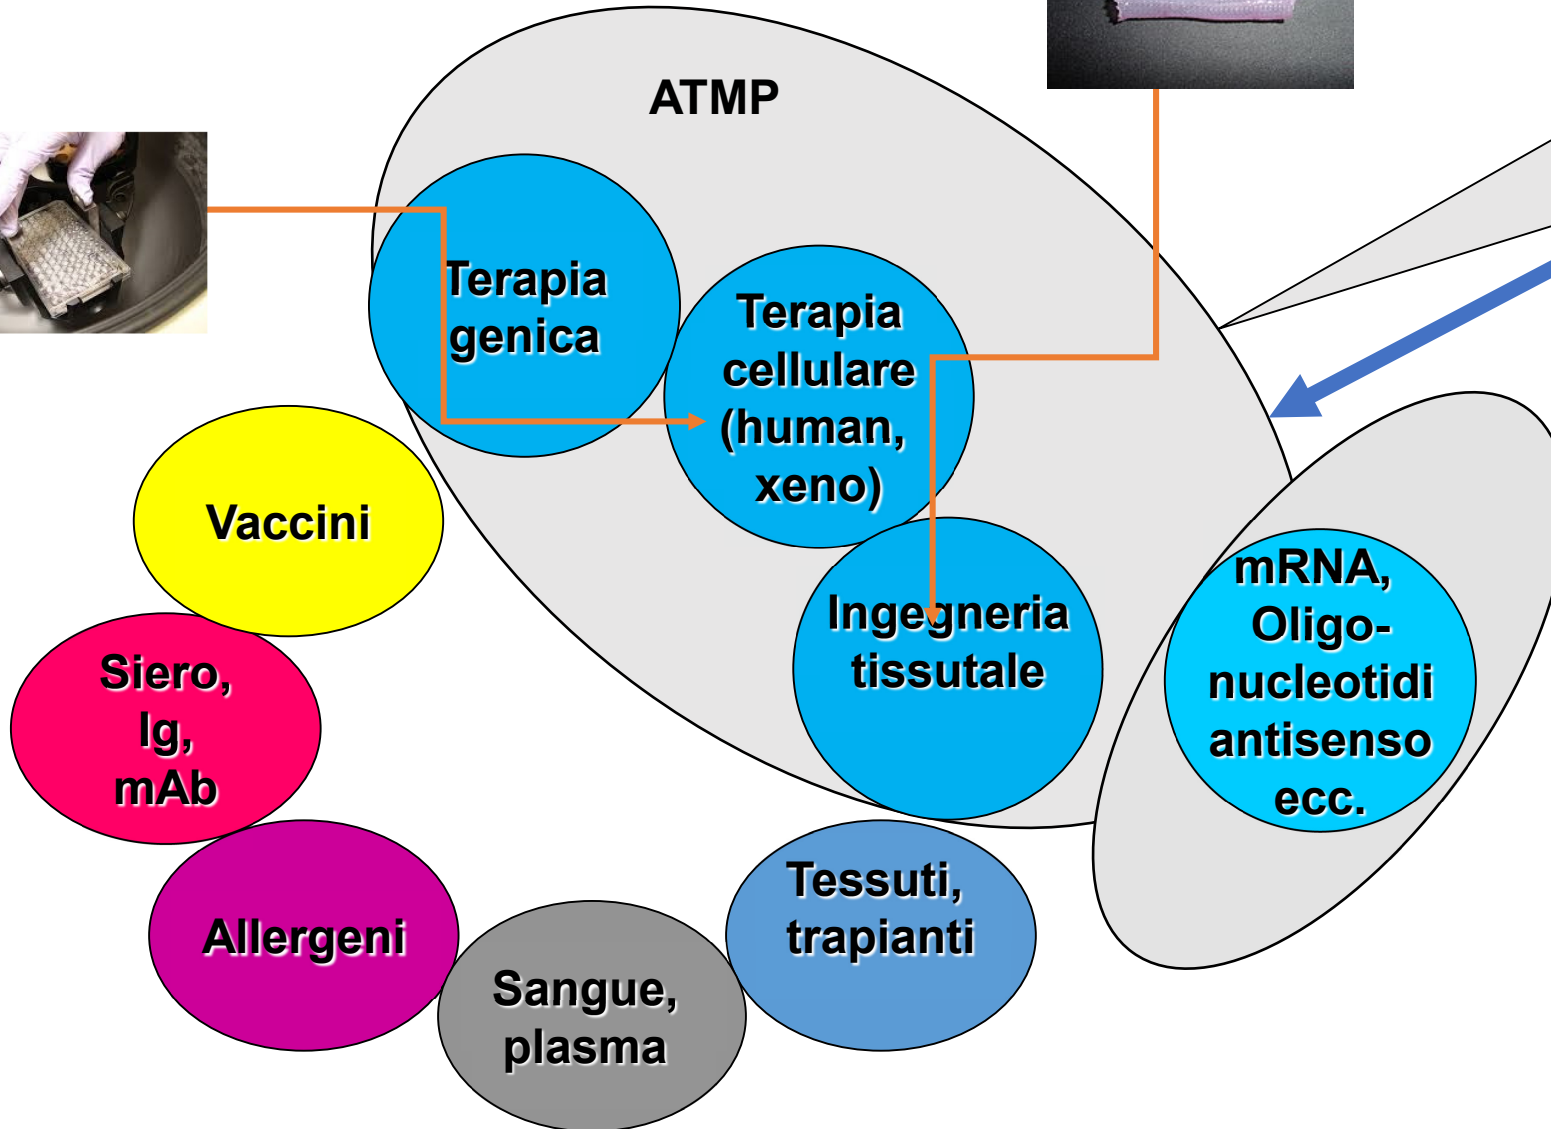 ATMP
Terapia
genica
Terapia
cellulare
(human,
xeno)
Vaccini
Ingegneria
tissutale
mRNA,
Oligo-
nucleotidi
antisenso
ecc.
Siero,
Ig,
mAb
Allergeni
Tessuti,
trapianti
Sangue,
plasma